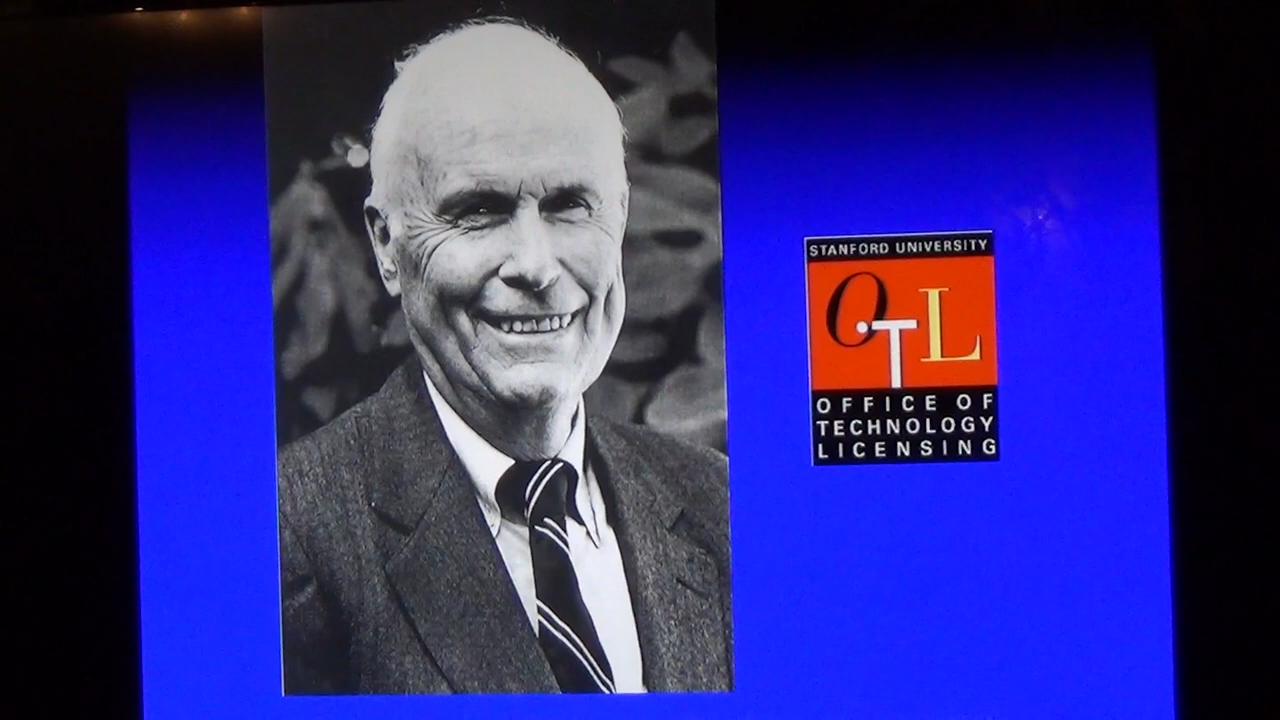 STANFORD UNIVERSITY
OTL
OFFICE OF
TECHNOLOGY
LICENSING